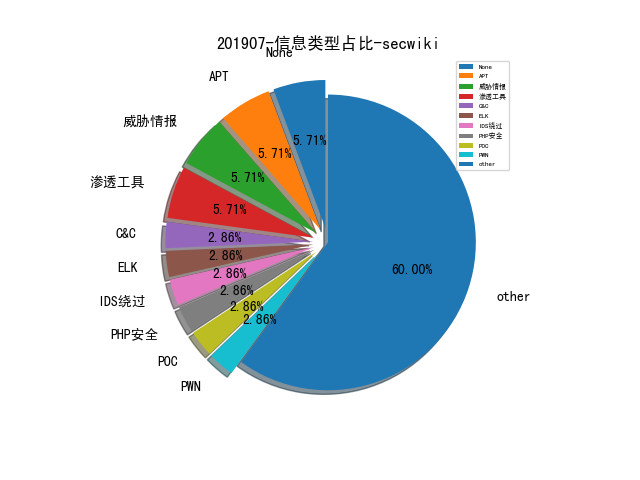 201907-信息类型占比-secwiki
None
APT
威胁情报
渗透工具
C&C
ELK
IDS绕过
PHP安全
POC
PWN
other
5.71%
5.71%
5.71%
5.71%
2.86%
2.86%
2.86%
2.86%
2.86%
2.86%
60.00%
None
APT
威胁情报
渗透工具
C&C
ELK
IDS绕过
PHP安全
POC
PWN
other